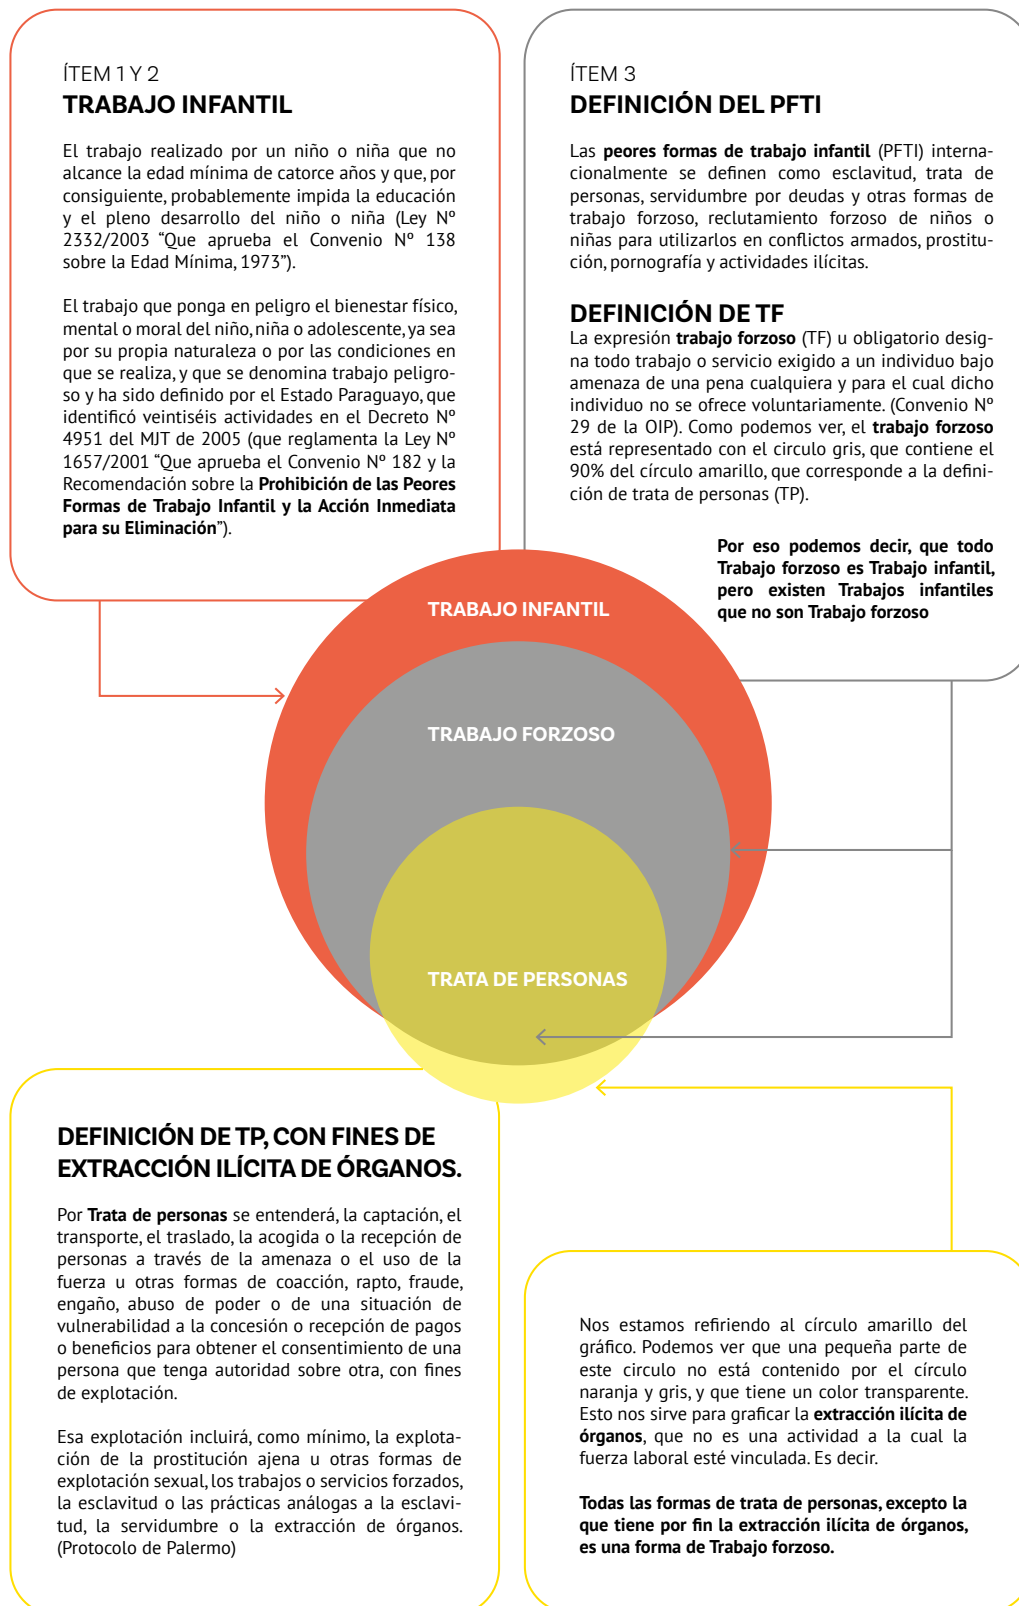 ÍTEM 1 Y 2
TRABAJO INFANTIL
El trabajo realizado por un niño o niña que no
alcance la edad mínima de catorce años y que, por
consiguiente, probablemente impida la educación
y el pleno desarrollo del niño o niña (Ley Nº
2332/2003 “Que aprueba el Convenio Nº 138
sobre la Edad Mínima, 1973”).
El trabajo que ponga en peligro el bienestar físico,
mental o moral del niño, niña o adolescente, ya sea
por su propia naturaleza o por las condiciones en
que se realiza, y que se denomina trabajo peligro-
so y ha sido definido por el Estado Paraguayo, que
identificó veintiséis actividades en el Decreto Nº
4951 del MJT de 2005 (que reglamenta la Ley Nº
1657/2001 “Que aprueba el Convenio Nº 182 y la
Recomendación sobre la Prohibición de las Peores
Formas de Trabajo Infantil y la Acción Inmediata
para su Eliminación”).
ÍTEM 3
DEFINICIÓN DEL PFTI
Las peores formas de trabajo infantil (PFTI) interna-
cionalmente se definen como esclavitud, trata de
personas, servidumbre por deudas y otras formas de
trabajo forzoso, reclutamiento forzoso de niños o
niñas para utilizarlos en conflictos armados, prostitu-
ción, pornografía y actividades ilícitas.
DEFINICIÓN DE TF
La expresión trabajo forzoso (TF) u obligatorio desig-
na todo trabajo o servicio exigido a un individuo bajo
amenaza de una pena cualquiera y para el cual dicho
individuo no se ofrece voluntariamente. (Convenio Nº
29 de la OIP). Como podemos ver, el trabajo forzoso
está representado con el circulo gris, que contiene el
90% del círculo amarillo, que corresponde a la defini-
ción de trata de personas (TP).
Por eso podemos decir, que todo
Trabajo forzoso es Trabajo infantil,
pero existen Trabajos infantiles
que no son Trabajo forzoso
TRABAJO INFANTIL
TRABAJO FORZOSO
TRATA DE PERSONAS
DEFINICIÓN DE TP, CON FINES DE
EXTRACCIÓN ILÍCITA DE ÓRGANOS.
Por Trata de personas se entenderá, la captación, el
transporte, el traslado, la acogida o la recepción de
personas a través de la amenaza o el uso de la
fuerza u otras formas de coacción, rapto, fraude,
engaño, abuso de poder o de una situación de
vulnerabilidad a la concesión o recepción de pagos
o beneficios para obtener el consentimiento de una
persona que tenga autoridad sobre otra, con fines
de explotación.
Esa explotación incluirá, como mínimo, la explota-
ción de la prostitución ajena u otras formas de
explotación sexual, los trabajos o servicios forzados,
la esclavitud o las prácticas análogas a la esclavi-
tud, la servidumbre o la extracción de órganos.
(Protocolo de Palermo)
Nos estamos refiriendo al círculo amarillo del
gráfico. Podemos ver que una pequeña parte de
este circulo no está contenido por el círculo
naranja y gris, y que tiene un color transparente.
Esto nos sirve para graficar la extracción ilícita de
órganos, que no es una actividad a la cual la
fuerza laboral esté vinculada. Es decir.
Todas las formas de trata de personas, excepto la
que tiene por fin la extracción ilícita de órganos,
es una forma de Trabajo forzoso.